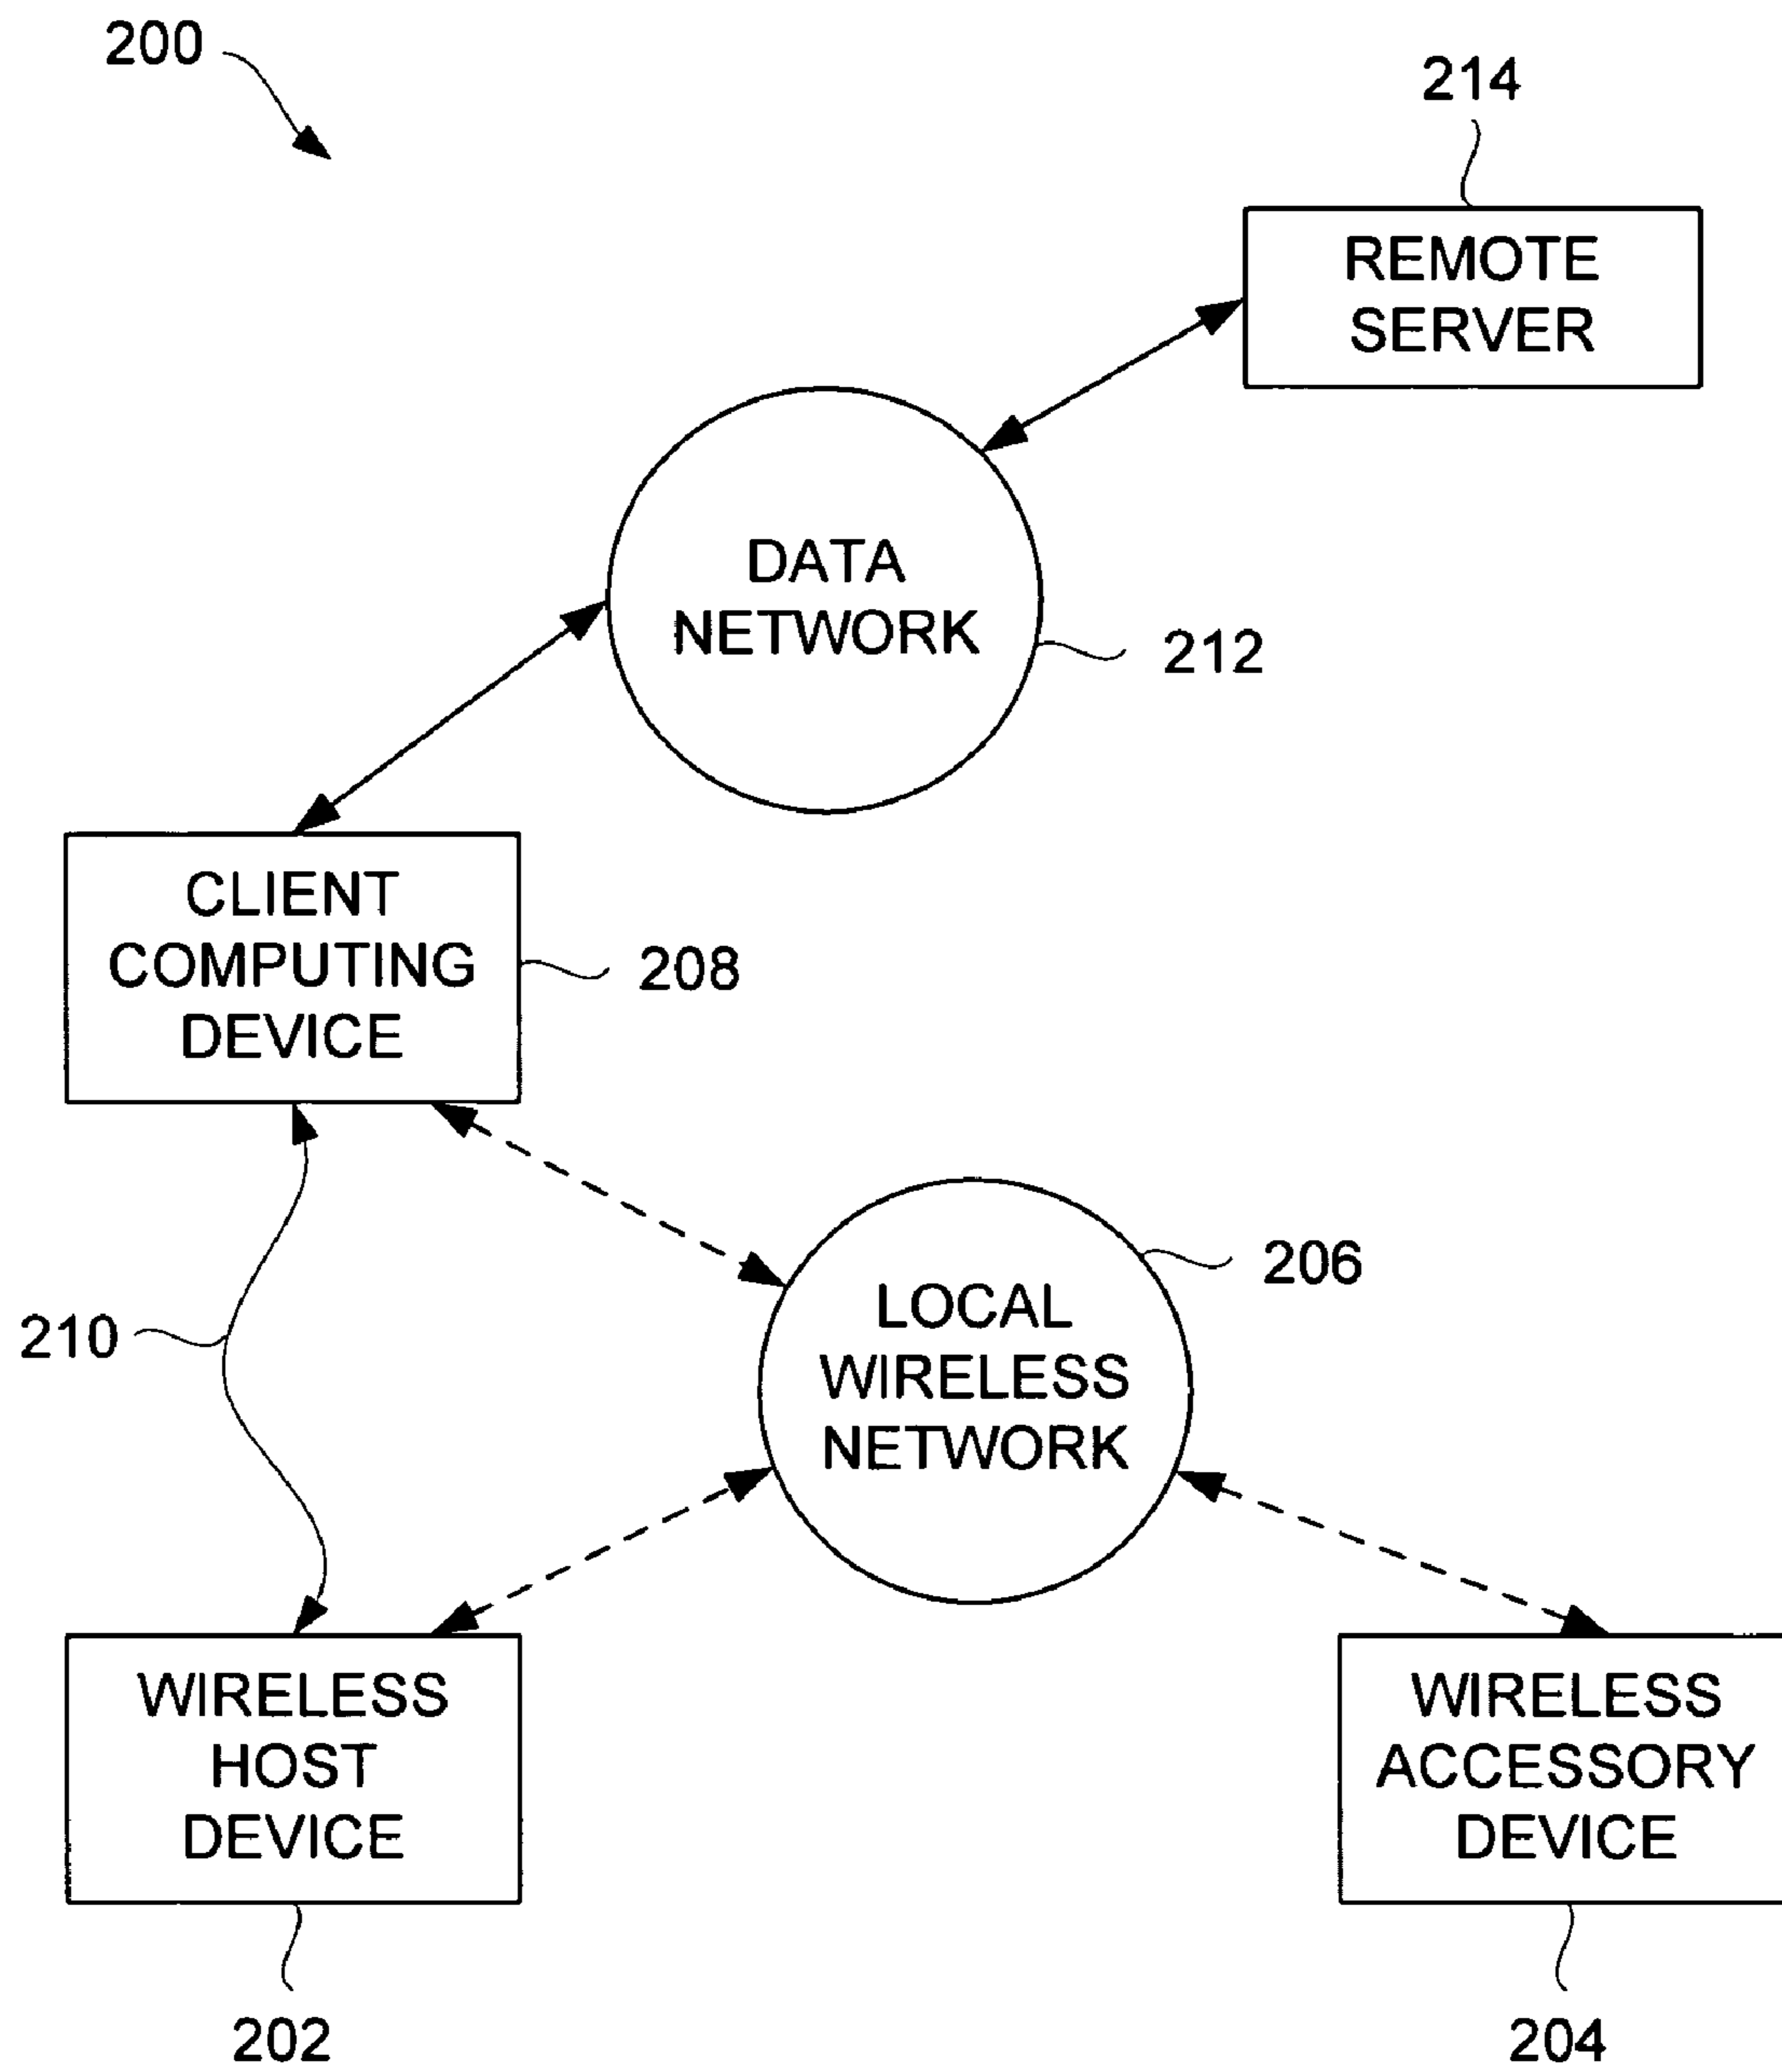 200
214
REMOTE
SERVER
DATA
NETWORK
212
CLIENT
COMPUTING
DEVICE
208
206
LOCAL
WIRELESS
NETWORK
210
WIRELESS
HOST
DEVICE
WIRELESS
ACCESSORY
DEVICE
202
204